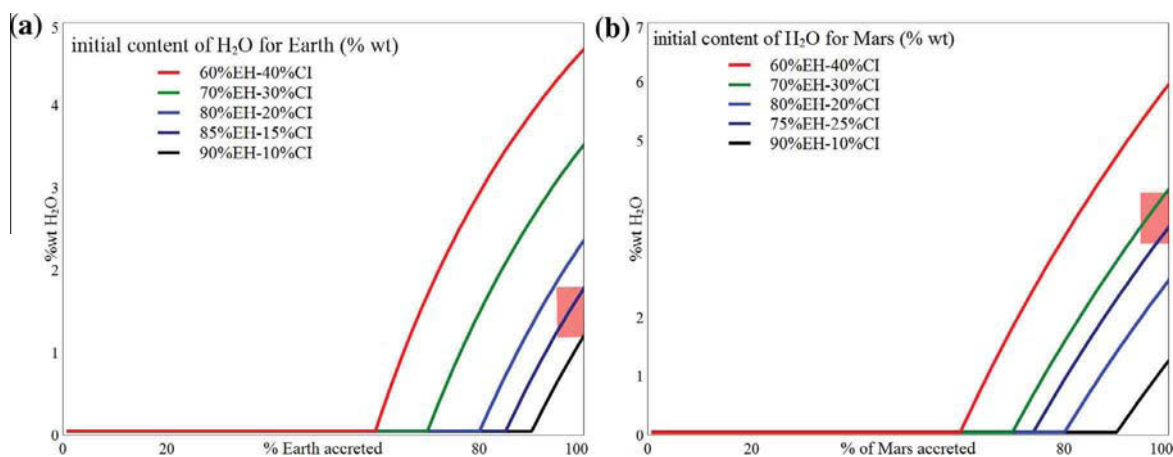 (a)
initial content of H₂O for Earth (% wt)
60%EH-40%CI
70%EH-30%CI
80%EH-20%CI
85%EH-15%CI
90%EH-10%CI
5
4
3
2
1
0
%wt H₂O
0 20 % Earth accreted 80 100
(b)
initial content of H₂O for Mars (% wt)
60%EH-40%CI
70%EH-30%CI
80%EH-20%CI
75%EH-25%CI
90%EH-10%CI
7
6
5
2
1
0
%wt H₂O
0 20 % of Mars accreted 80 100